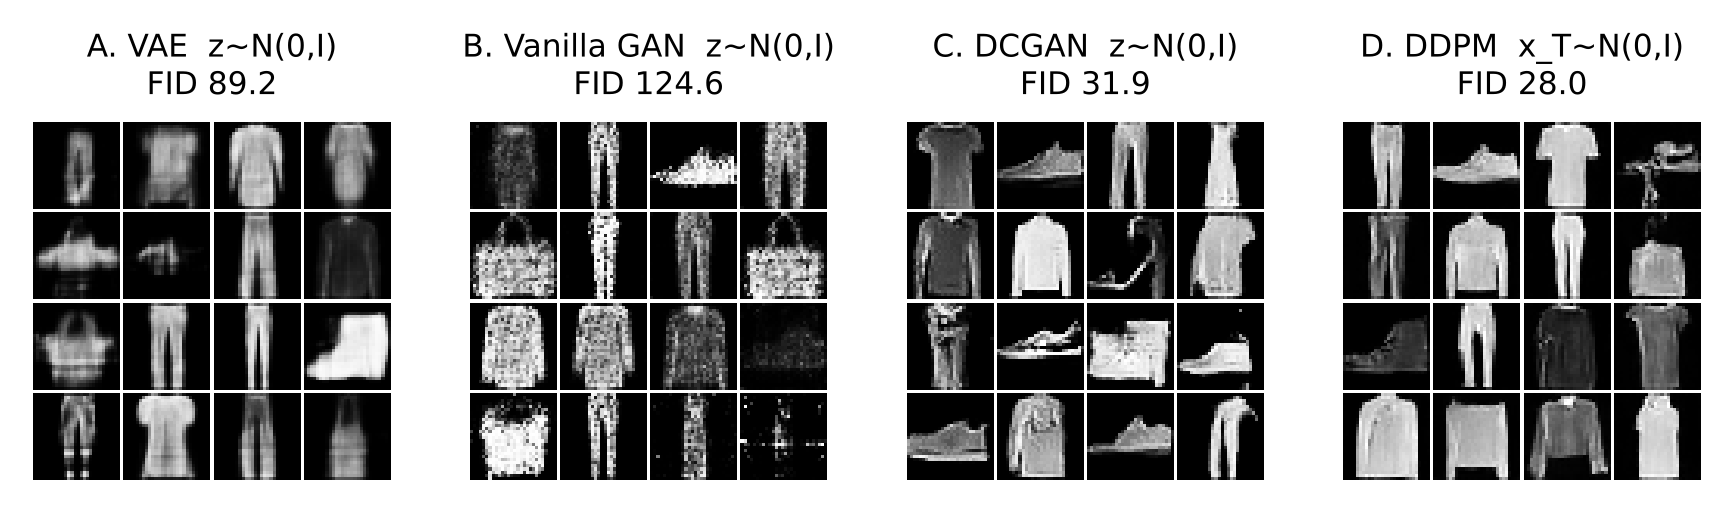 A. VAE  z~N(0,I)
FID 89.2
B. Vanilla GAN  z~N(0,I)
FID 124.6
C. DCGAN  z~N(0,I)
FID 31.9
D. DDPM  x_T~N(0,I)
FID 28.0